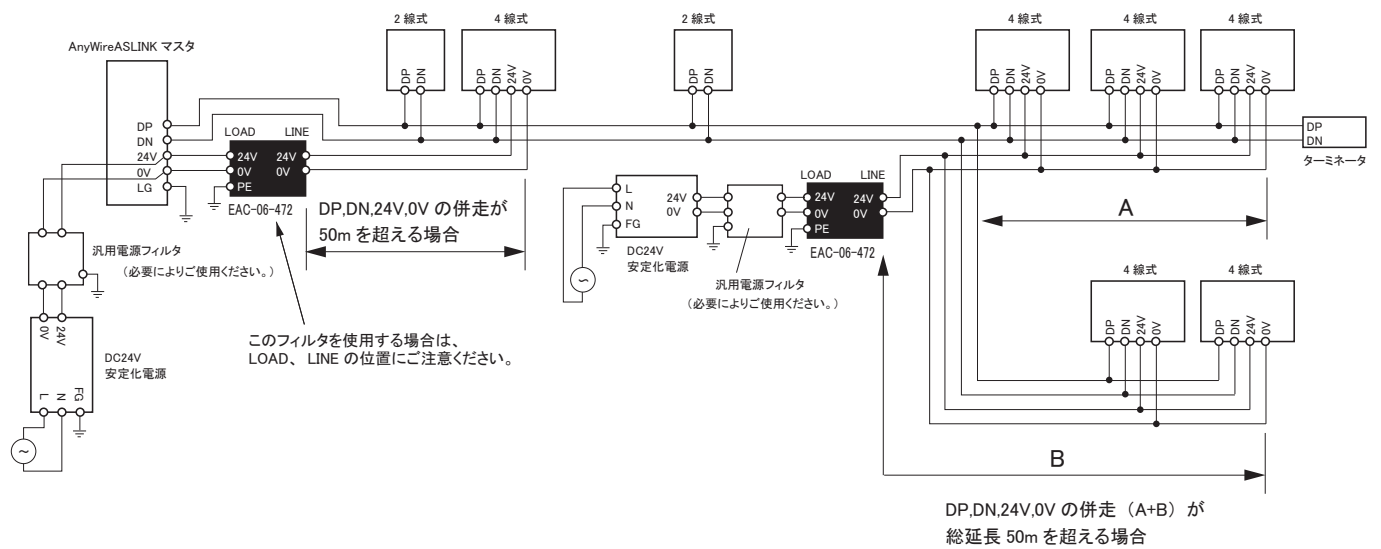 2 線式
4 線式
2 線式
4 線式
4 線式
4 線式
AnyWireASLINK マスタ
DP
DN
DP
DN
24V
0V
DP
DN
DP
DN
24V
0V
DP
DN
24V
0V
DP
DN
24V
0V
DP
DN
24V
0V
LG
LOAD
LINE
24V
24V
0V
0V
PE
EAC-06-472
DP
DN
ターミネータ
DP,DN,24V,0V の併走が
50m を超える場合
汎用電源フィルタ
(必要によりご使用ください。)
0V
24V
DC24V
安定化電源
L
N
FG
このフィルタを使用する場合は、
LOAD、 LINE の位置にご注意ください。
L
N
FG
24V
0V
DC24V
安定化電源
汎用電源フィルタ
(必要によりご使用ください。)
LOAD
LINE
24V
24V
0V
0V
PE
EAC-06-472
A
4 線式
4 線式
DP
DN
24V
0V
DP
DN
24V
0V
B
DP,DN,24V,0V の併走（A+B）が
総延長 50m を超える場合